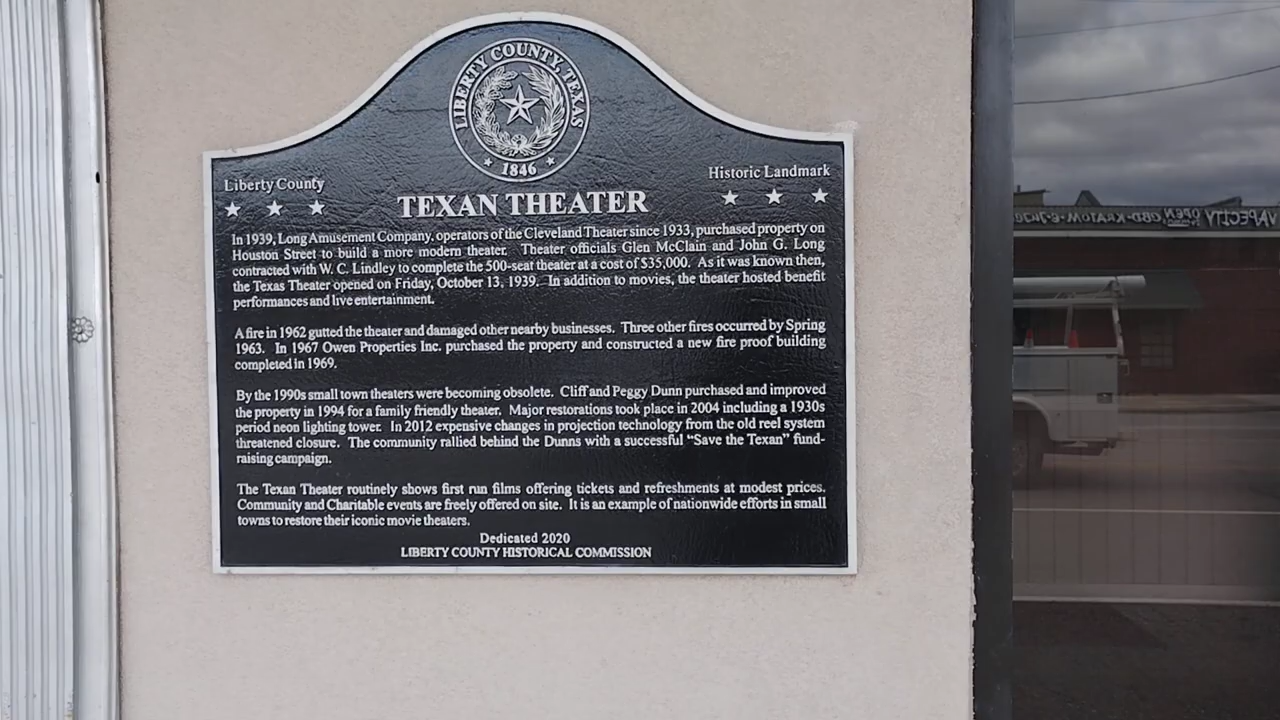 LIBERTY COUNTY, TEXAS
1846
Liberty County
Historic Landmark
TEXAN THEATER
In 1939, Long Amusement Company, operators of the Cleveland Theater since 1933, purchased property on
Houston Street to build a more modern theater. Theater officials Glen McClain and John G. Long
contracted with W. C. Lindley to complete the 500-seat theater at a cost of $35,000. As it was known then,
the Texas Theater opened on Friday, October 13, 1939. In addition to movies, the theater hosted benefit
performances and live entertainment.
A fire in 1962 gutted the theater and damaged other nearby businesses. Three other fires occurred by Spring
1963. In 1967 Owen Properties Inc. purchased the property and constructed a new fire proof building
completed in 1969.
By the 1990s small town theaters were becoming obsolete. Cliff and Peggy Dunn purchased and improved
the property in 1994 for a family friendly theater. Major restorations took place in 2004 including a 1930s
period neon lighting tower. In 2012 expensive changes in projection technology from the old reel system
threatened closure. The community rallied behind the Dunns with a successful “Save the Texan” fund-
raising campaign.
The Texan Theater routinely shows first run films offering tickets and refreshments at modest prices.
Community and Charitable events are freely offered on site. It is an example of nationwide efforts in small
towns to restore their iconic movie theaters.
Dedicated 2020
LIBERTY COUNTY HISTORICAL COMMISSION
VAPECITY OPEN CBD-KRATOM-E-JUICE